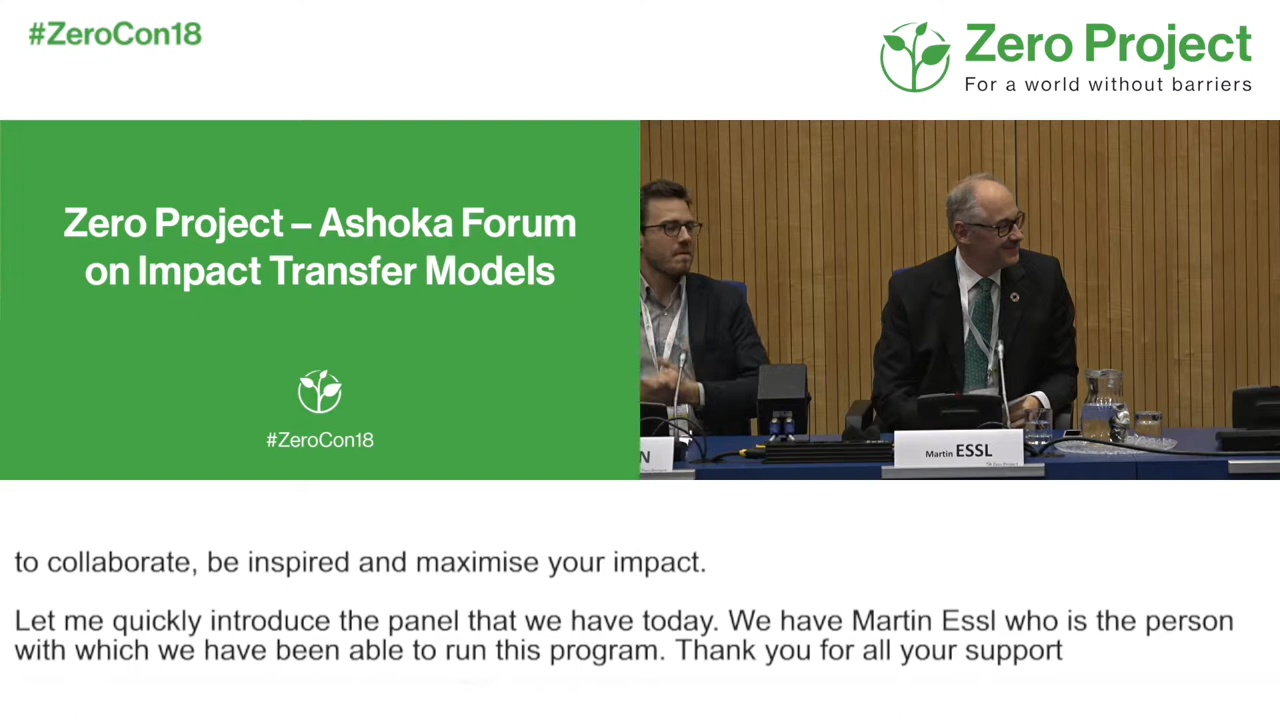 #ZeroCon18
Zero Project
For a world without barriers
Zero Project – Ashoka Forum
on Impact Transfer Models
#ZeroCon18
N
Martin ESSL
to collaborate, be inspired and maximise your impact.
Let me quickly introduce the panel that we have today. We have Martin Essl who is the person
with which we have been able to run this program. Thank you for all your support